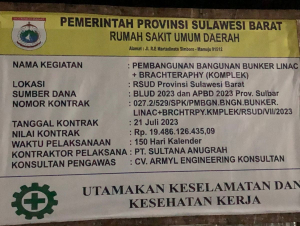 PEMERINTAH PROVINSI SULAWESI BARAT
RUMAH SAKIT UMUM DAERAH
NAMA KEGIATAN : PEMBANGUNAN BANGUNAN BUNKER LINAC
+ BRACHTERAPHY (KOMPLEK)
LOKASI : RSUD Provinsi Sulawesi Barat
SUMBER DANA : BLUD 2023 dan APBD 2023 Prov. Sulbar
NOMOR KONTRAK : 027.2/529/SPK/PMBGN.BNGN.BUNKER.
LINAC+BRCHTRPY.KMPLEK/RSUD/VII/2023
TANGGAL KONTRAK : 21 Juli 2023
NILAI KONTRAK : Rp. 19.486.126.435,09
WAKTU PELAKSANAAN : 150 Hari Kalender
KONTRAKTOR PELAKSANA : PT. SULTANA ANUGRAH
KONSULTAN PENGAWAS : CV. ARMYL ENGINEERING KONSULTAN
UTAMAKAN KESELAMATAN DAN
KESEHATAN KERJA